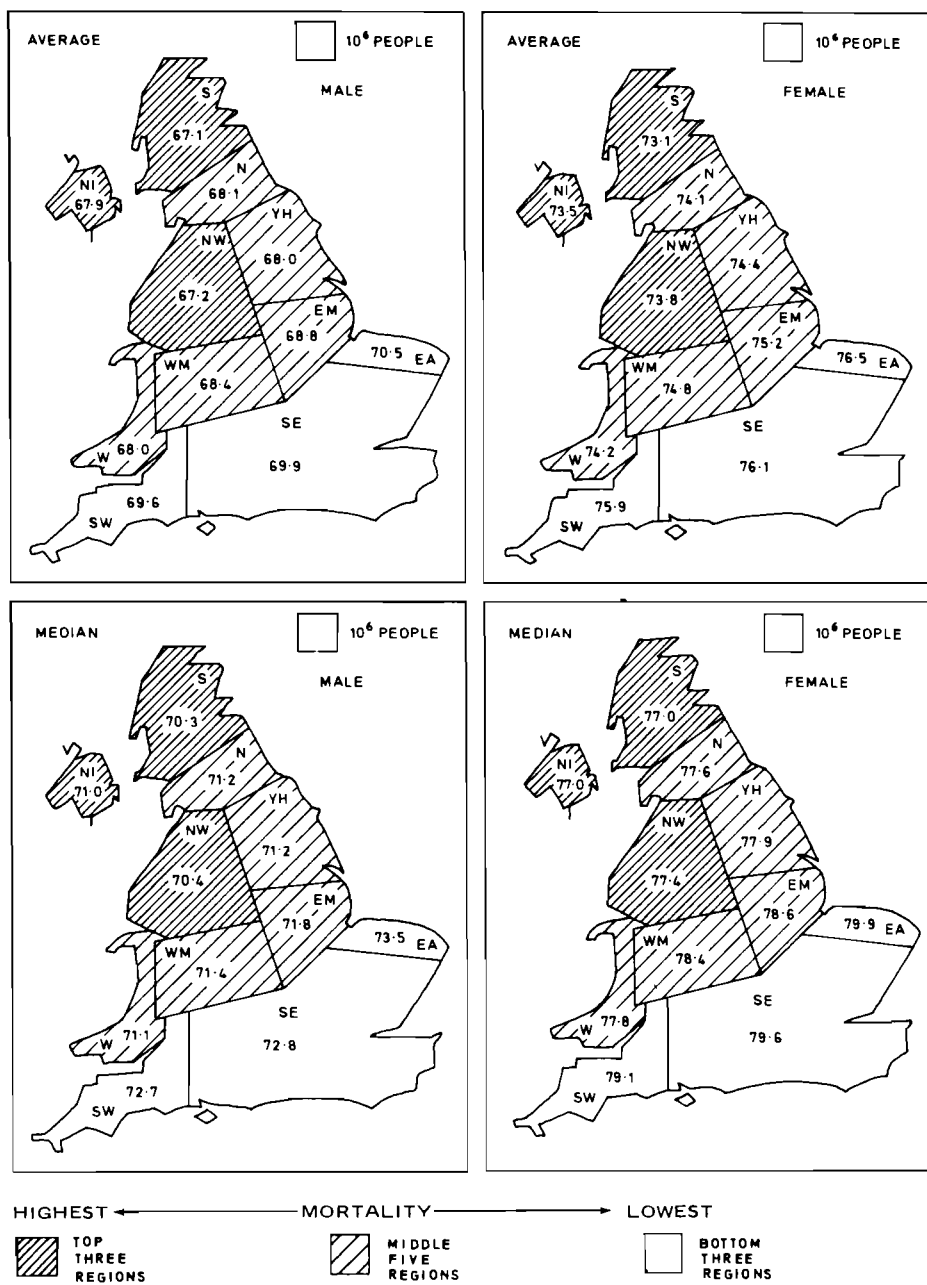 AVERAGE
10⁶ PEOPLE
MALE
S
67·1
NI
67·9
N
68·1
YH
68·0
NW
67·2
EM
68·8
70·5
EA
WM
68·4
SE
69·9
W
68·0
69·6
SW
AVERAGE
10⁶ PEOPLE
FEMALE
S
73·1
NI
73·5
N
74·1
YH
74·4
NW
73·8
EM
75·2
76·5
EA
WM
74·8
SE
76·1
W
74·2
75·9
SW
MEDIAN
10⁶ PEOPLE
MALE
S
70·3
NI
71·0
N
71·2
YH
71·2
NW
70·4
EM
71·8
73·5
EA
WM
71·4
SE
72·8
W
71·1
72·7
SW
MEDIAN
10⁶ PEOPLE
FEMALE
S
77·0
NI
77·0
N
77·6
YH
77·9
NW
77·4
EM
78·6
79·9
EA
WM
78·4
SE
79·6
W
77·8
79·1
SW
HIGHEST MORTALITY LOWEST
TOP
THREE
REGIONS
MIDDLE
FIVE
REGIONS
BOTTOM
THREE
REGIONS